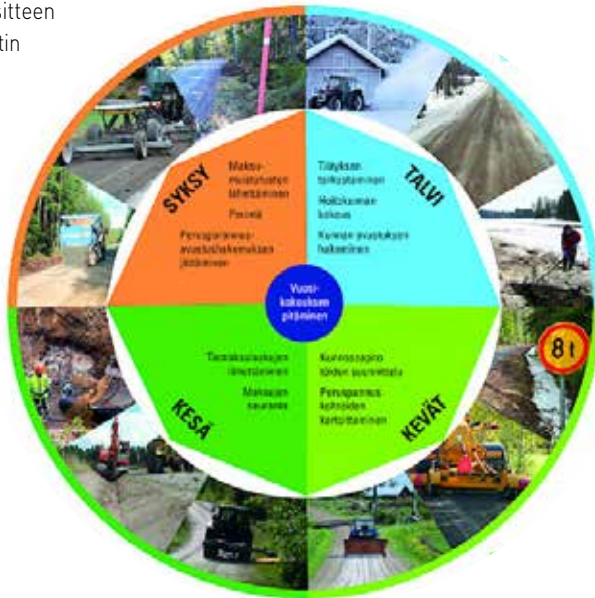 sitteen
tin
SYKSY
Maksu-
muistutusten
lähettäminen
Perintä
Perusparannus-
avustushakemuksen
jättäminen
TALVI
Tilityksen
tarkastaminen
Hoitokunnan
kokous
Kunnan avustuksen
hakeminen
Vuosi-
kokouksen
pitäminen
Tiemaksulaskujen
lähettäminen
Maksujen
seuranta
KESÄ
Kunnossapito
töiden suunnittelu
Perusparannus
kohteiden
kartoittaminen
KEVÄT
8 t